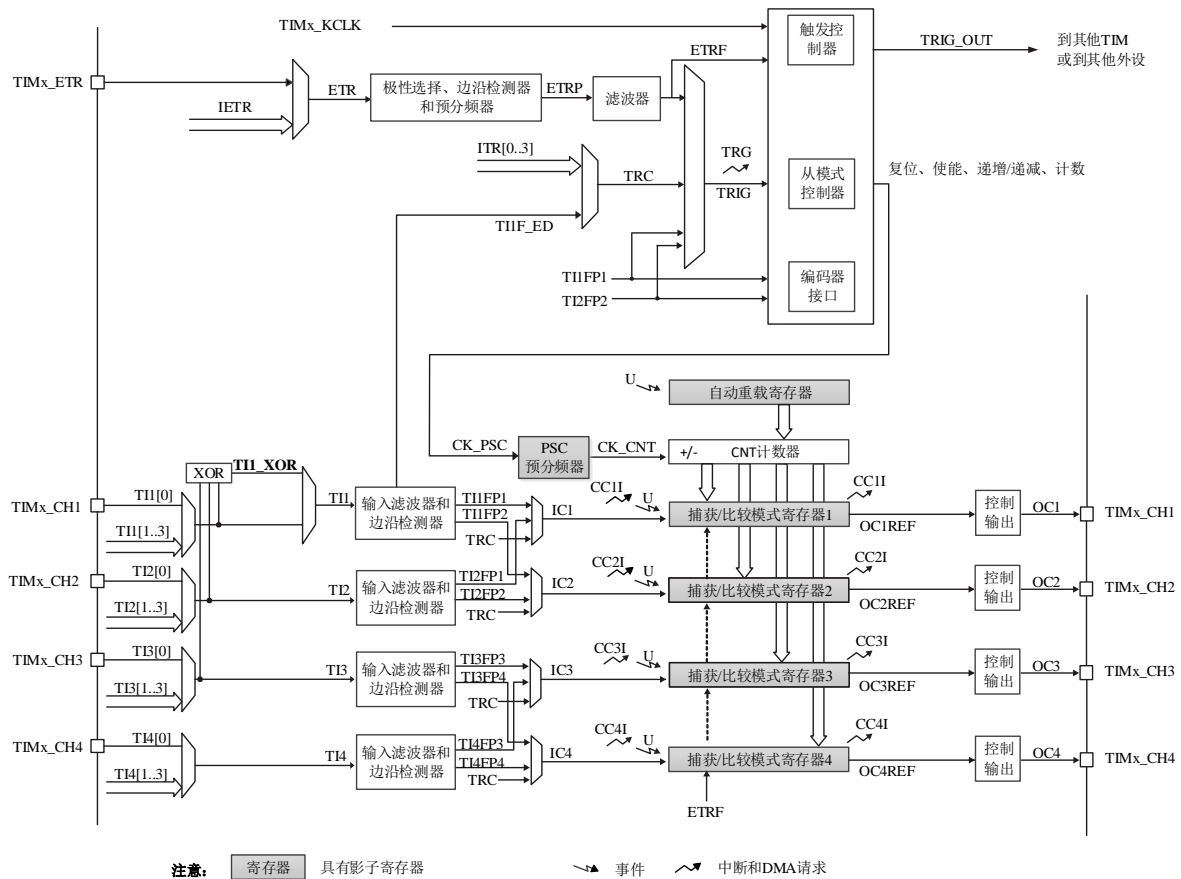 TIMx_KCLK
触发控
制器
TRIG_OUT
到其他TIM
或到其他外设
ETRF
TIMx_ETR
ETR
极性选择、边沿检测器
和预分频器
ETRP
滤波器
IETR
ITR[0..3]
TRC
TI1F_ED
TRG
TRIG
从模式
控制器
复位、使能、递增/递减、计数
TI1FP1
TI2FP2
编码器
接口
U
自动重载寄存器
CK_PSC
PSC
预分频器
CK_CNT
+/-
CNT计数器
XOR
TI1_XOR
TIMx_CH1
TI1[0]
TI1[1..3]
TI1
输入滤波器和
边沿检测器
TI1FP1
TI1FP2
TRC
IC1
CC1I
U
捕获/比较模式寄存器1
CC1I
OC1REF
控制
输出
OC1
TIMx_CH1
TIMx_CH2
TI2[0]
TI2[1..3]
TI2
输入滤波器和
边沿检测器
TI2FP1
TI2FP2
TRC
IC2
CC2I
U
捕获/比较模式寄存器2
CC2I
OC2REF
控制
输出
OC2
TIMx_CH2
TIMx_CH3
TI3[0]
TI3[1..3]
TI3
输入滤波器和
边沿检测器
TI3FP3
TI3FP4
TRC
IC3
CC3I
U
捕获/比较模式寄存器3
CC3I
OC3REF
控制
输出
OC3
TIMx_CH3
TIMx_CH4
TI4[0]
TI4[1..3]
TI4
输入滤波器和
边沿检测器
TI4FP3
TI4FP4
TRC
IC4
CC4I
U
捕获/比较模式寄存器4
CC4I
OC4REF
控制
输出
OC4
TIMx_CH4
ETRF
注意：
寄存器
具有影子寄存器
事件
中断和DMA请求